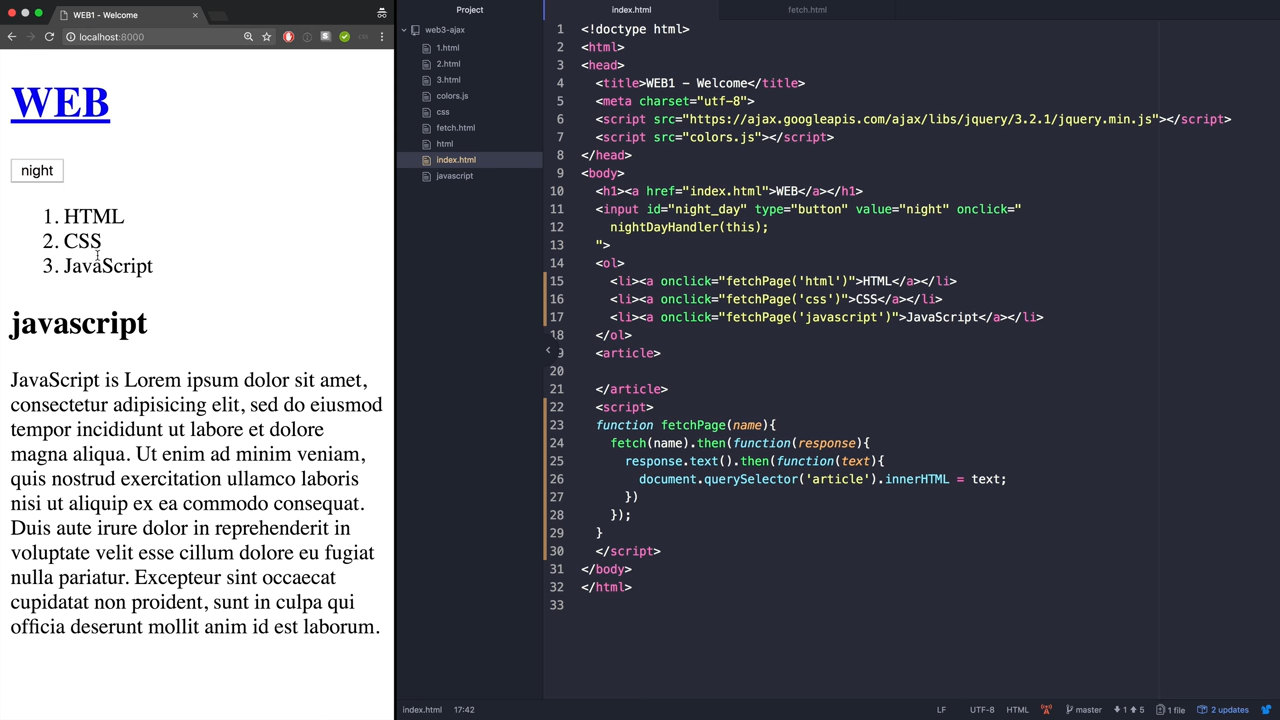 WEB1 - Welcome
localhost:8000
WEB
night
1. HTML
2. CSS
3. JavaScript
javascript
JavaScript is Lorem ipsum dolor sit amet,
consectetur adipisicing elit, sed do eiusmod
tempor incididunt ut labore et dolore
magna aliqua. Ut enim ad minim veniam,
quis nostrud exercitation ullamco laboris
nisi ut aliquip ex ea commodo consequat.
Duis aute irure dolor in reprehenderit in
voluptate velit esse cillum dolore eu fugiat
nulla pariatur. Excepteur sint occaecat
cupidatat non proident, sunt in culpa qui
officia deserunt mollit anim id est laborum.
Project
web3-ajax
1.html
2.html
3.html
colors.js
css
fetch.html
html
index.html
javascript
index.html
fetch.html
1 <!doctype html>
2 <html>
3 <head>
4 <title>WEB1 - Welcome</title>
5 <meta charset="utf-8">
6 <script src="https://ajax.googleapis.com/ajax/libs/jquery/3.2.1/jquery.min.js"></script>
7 <script src="colors.js"></script>
8 </head>
9 <body>
10 <h1><a href="index.html">WEB</a></h1>
11 <input id="night_day" type="button" value="night" onclick="
12 nightDayHandler(this);
13 ">
14 <ol>
15 <li><a onclick="fetchPage('html')">HTML</a></li>
16 <li><a onclick="fetchPage('css')">CSS</a></li>
17 <li><a onclick="fetchPage('javascript')">JavaScript</a></li>
18 </ol>
9 <article>
20
21 </article>
22 <script>
23 function fetchPage(name){
24 fetch(name).then(function(response){
25 response.text().then(function(text){
26 document.querySelector('article').innerHTML = text;
27 })
28 });
29 }
30 </script>
31 </body>
32 </html>
33
index.html 17:42
LF UTF-8 HTML master 1 5 1 file 2 updates